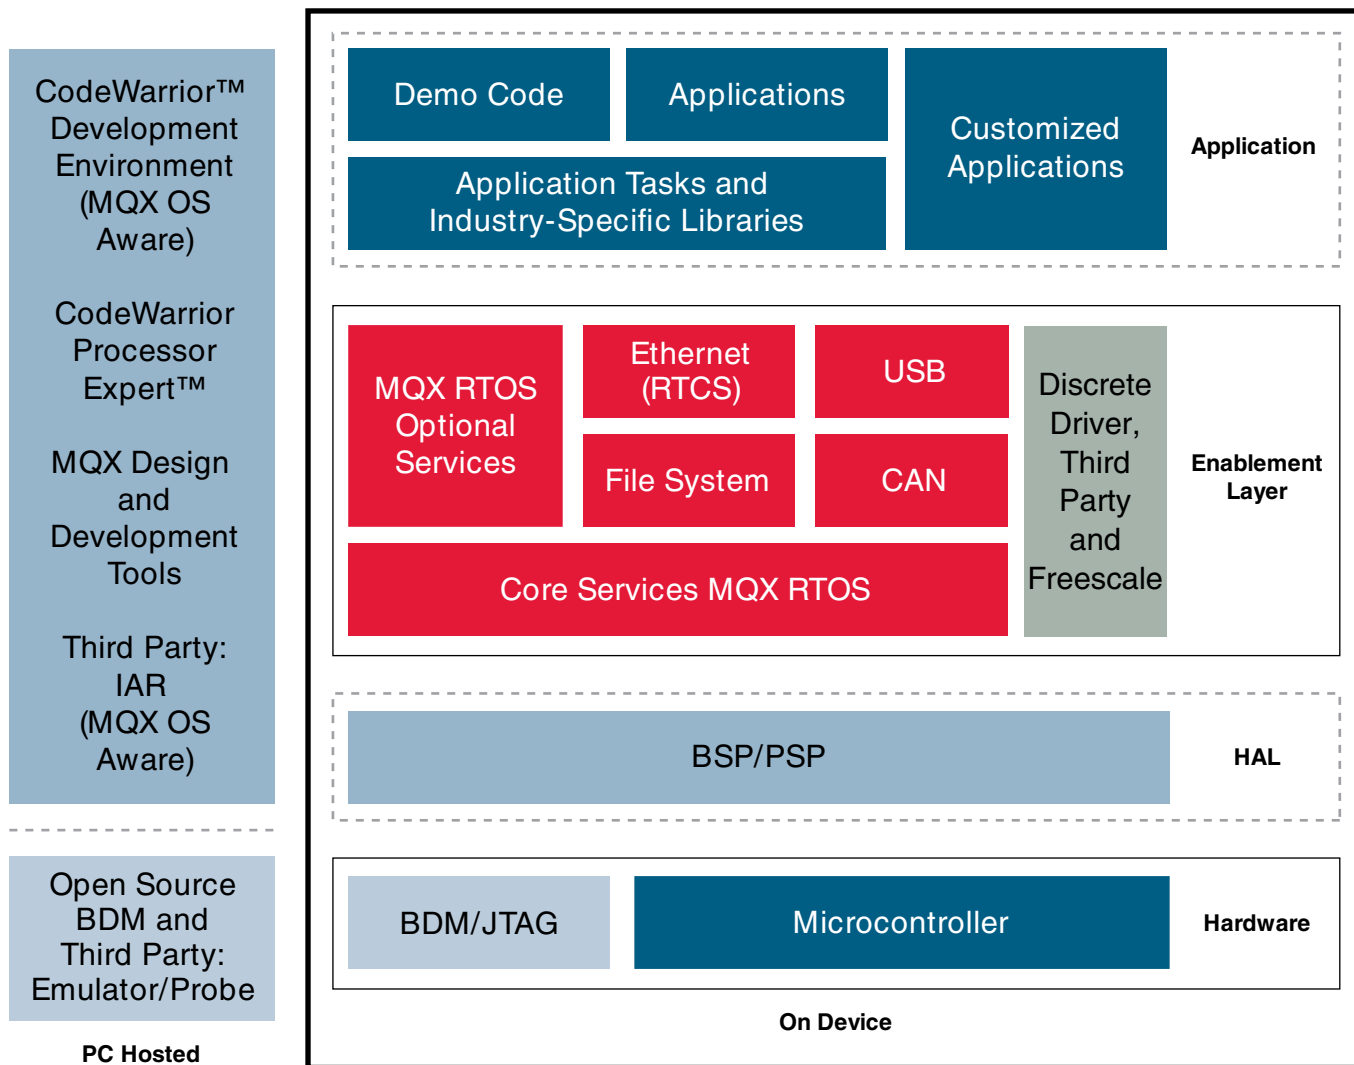 CodeWarrior™
Development
Environment
(MQX OS
Aware)
CodeWarrior
Processor
Expert™
MQX Design
and
Development
Tools
Third Party:
IAR
(MQX OS
Aware)
Open Source
BDM and
Third Party:
Emulator/Probe
PC Hosted
Demo Code
Applications
Application Tasks and
Industry-Specific Libraries
Customized
Applications
Application
MQX RTOS
Optional
Services
Ethernet
(RTCS)
USB
File System
CAN
Core Services MQX RTOS
Discrete
Driver,
Third
Party
and
Freescale
Enablement
Layer
BSP/PSP
HAL
BDM/JTAG
Microcontroller
Hardware
On Device